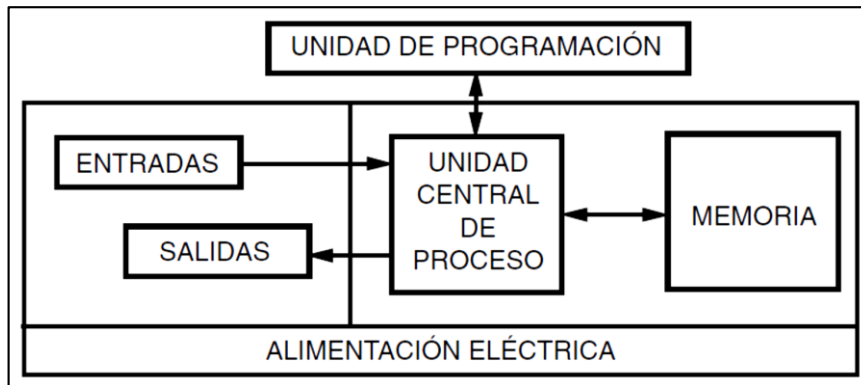 UNIDAD DE PROGRAMACIÓN
ENTRADAS
SALIDAS
UNIDAD
CENTRAL
DE
PROCESO
MEMORIA
ALIMENTACIÓN ELÉCTRICA